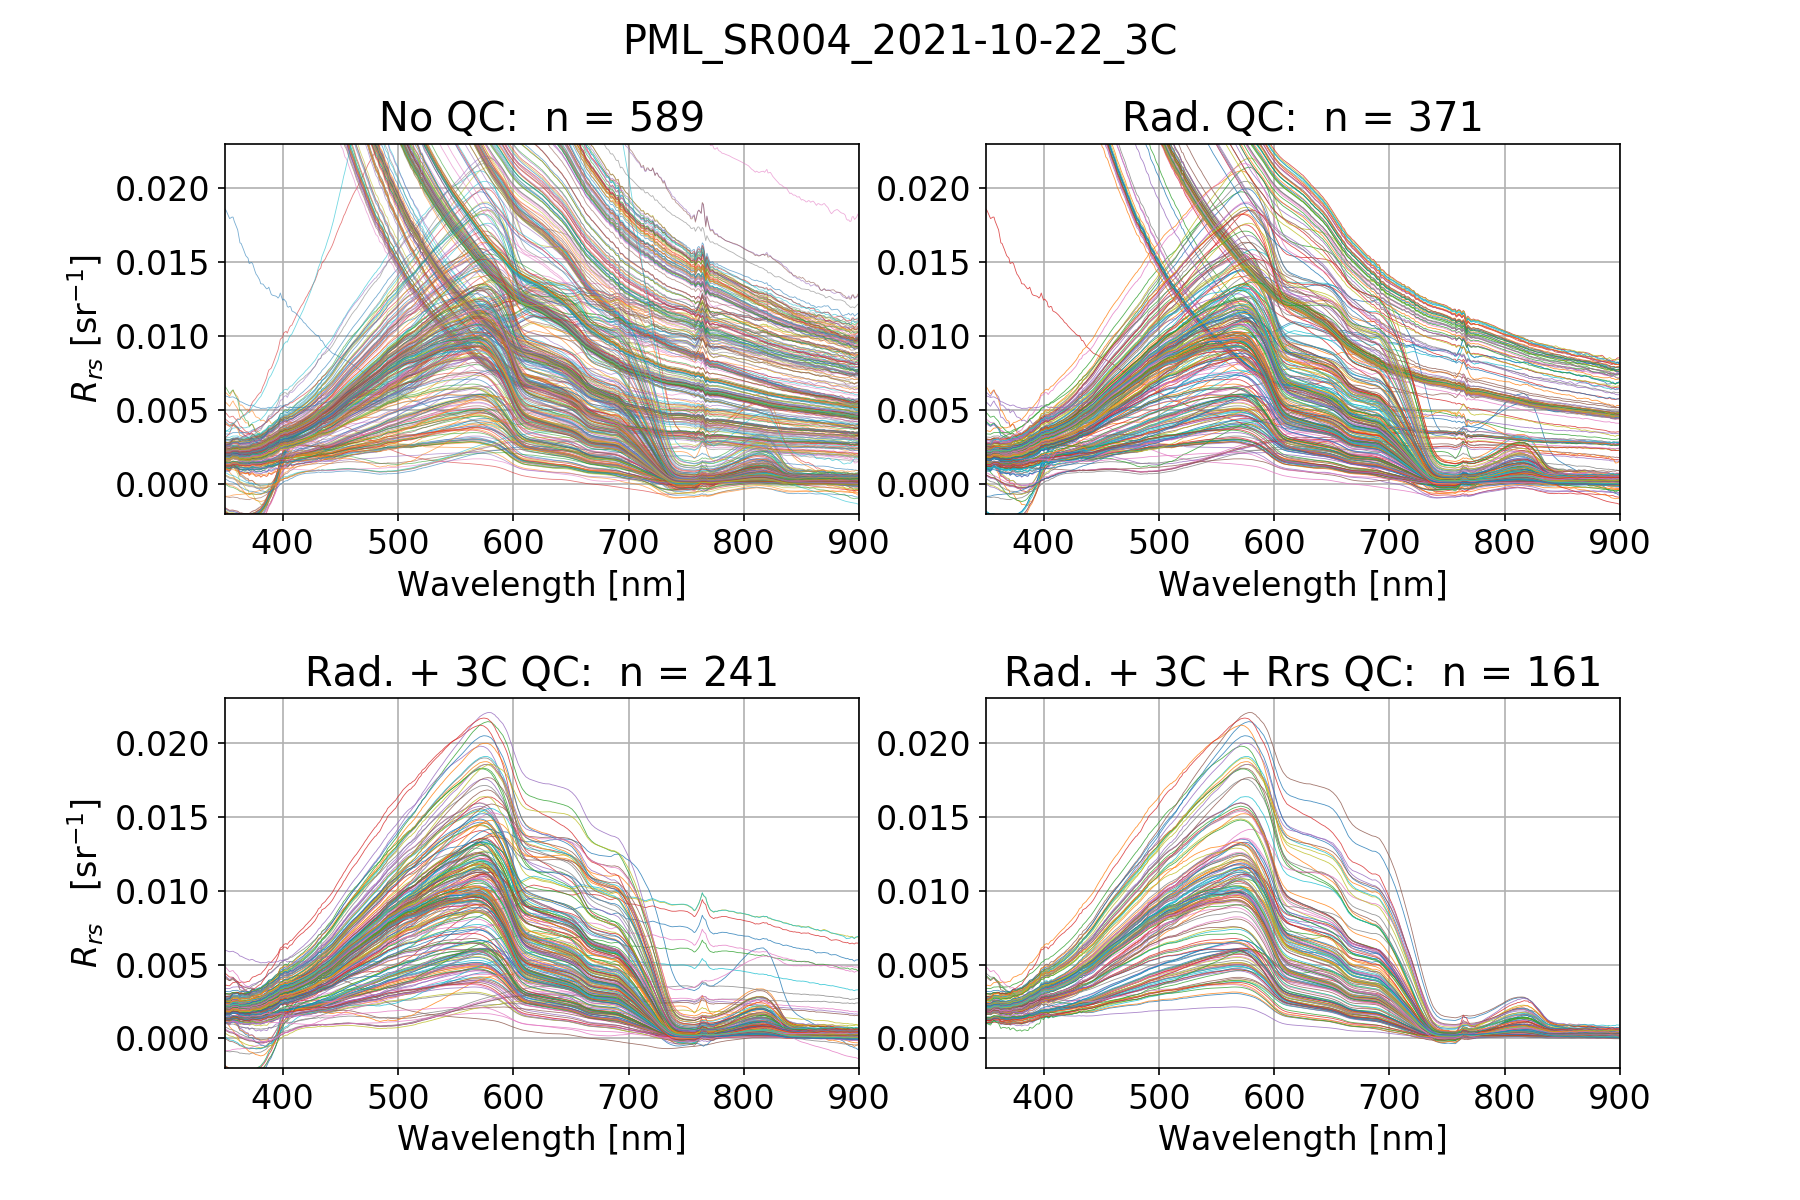 PML_SR004_2021-10-22_3C
No QC:  n = 589
Rad. QC:  n = 371
0.020
0.015
0.010
0.005
0.000
R_rs [sr⁻¹]
400 500 600 700 800 900
Wavelength [nm]
0.020
0.015
0.010
0.005
0.000
400 500 600 700 800 900
Wavelength [nm]
Rad. + 3C QC:  n = 241
Rad. + 3C + Rrs QC:  n = 161
0.020
0.015
0.010
0.005
0.000
R_rs [sr⁻¹]
400 500 600 700 800 900
Wavelength [nm]
0.020
0.015
0.010
0.005
0.000
400 500 600 700 800 900
Wavelength [nm]